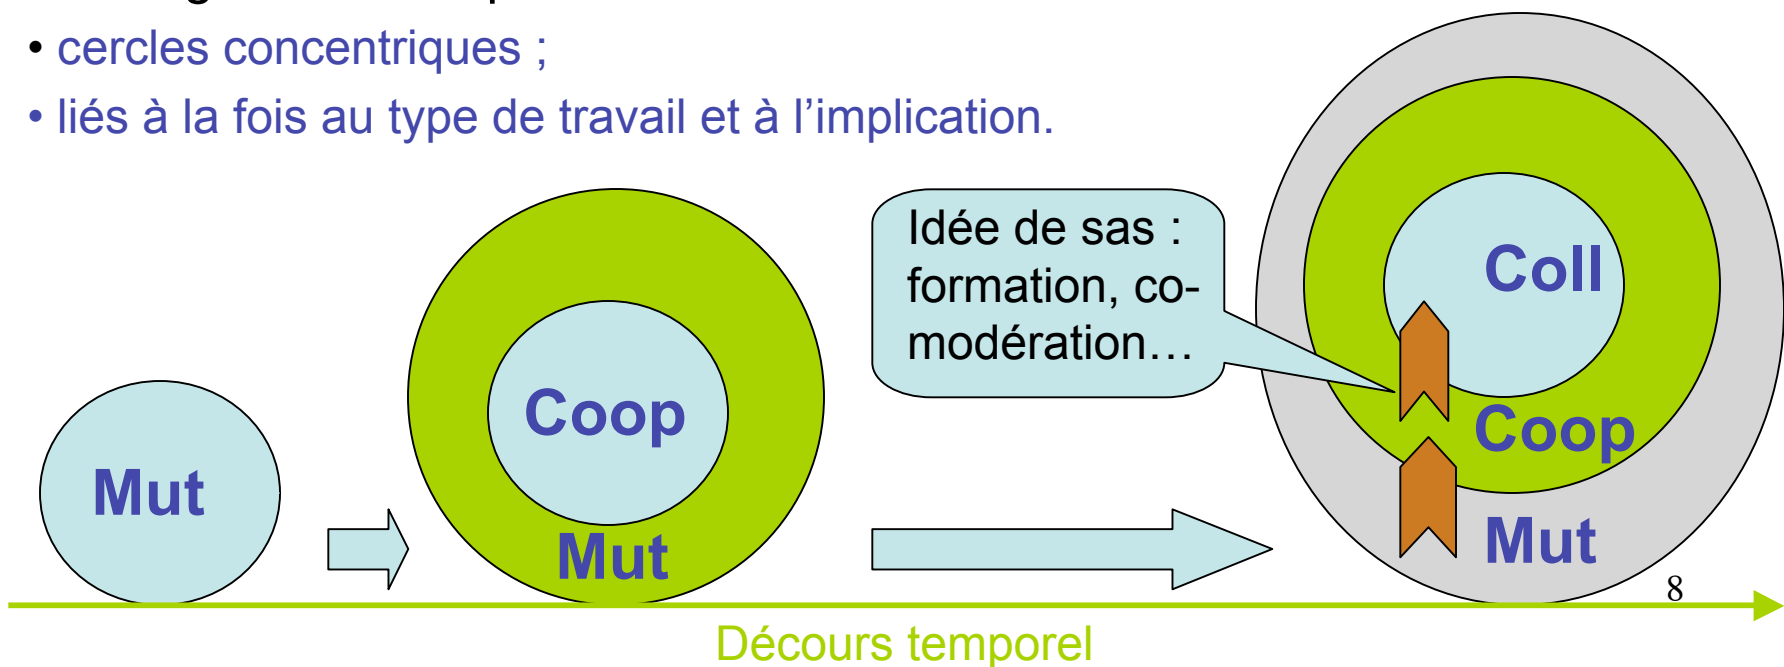 • cercles concentriques ;
• liés à la fois au type de travail et à l’implication.
Idée de sas :
formation, co-
modération…
Coll
Coop
Mut
Coop
Mut
Mut
8
Décours temporel